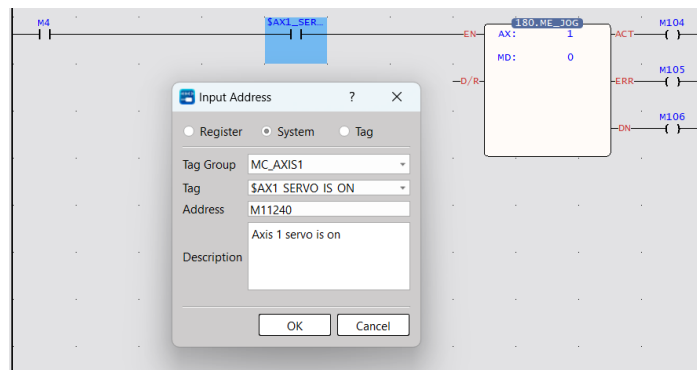 M4
$AX1_SER…
180.ME_JOG
M104
EN
AX: 1
ACT
MD: 0
M105
D/R
ERR
M106
DN
Input Address ? X
Register System Tag
Tag Group MC_AXIS1
Tag $AX1 SERVO IS ON
Address M11240
Axis 1 servo is on
Description
OK Cancel